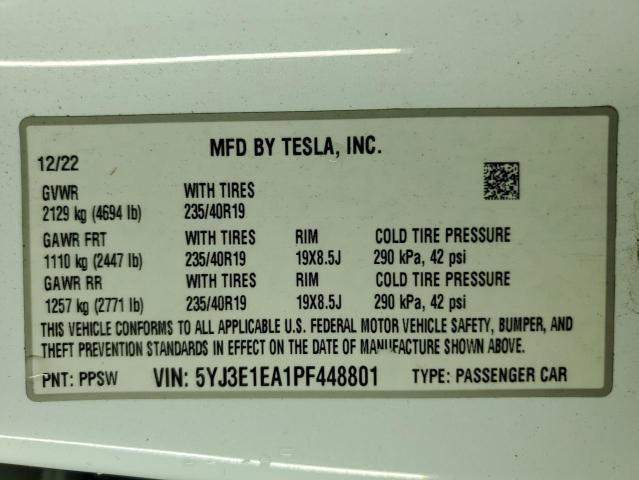 MFD BY TESLA, INC.
12/22
GVWR WITH TIRES
2129 kg (4694 lb) 235/40R19
GAWR FRT WITH TIRES RIM COLD TIRE PRESSURE
1110 kg (2447 lb) 235/40R19 19X8.5J 290 kPa, 42 psi
GAWR RR WITH TIRES RIM COLD TIRE PRESSURE
1257 kg (2771 lb) 235/40R19 19X8.5J 290 kPa, 42 psi
THIS VEHICLE CONFORMS TO ALL APPLICABLE U.S. FEDERAL MOTOR VEHICLE SAFETY, BUMPER, AND
THEFT PREVENTION STANDARDS IN EFFECT ON THE DATE OF MANUFACTURE SHOWN ABOVE.
PNT: PPSW VIN: 5YJ3E1EA1PF448801 TYPE: PASSENGER CAR